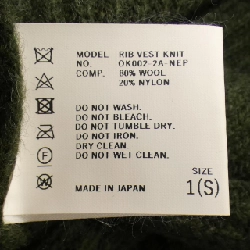 MODEL. RIB VEST KNIT
NO. OK002-2A-NEP
COMP. 80% WOOL
20% NYLON
DO NOT WASH.
DO NOT BLEACH.
DO NOT TUMBLE DRY.
DO NOT IRON.
DRY CLEAN
DO NOT WET CLEAN.
SIZE
MADE IN JAPAN 1(S)